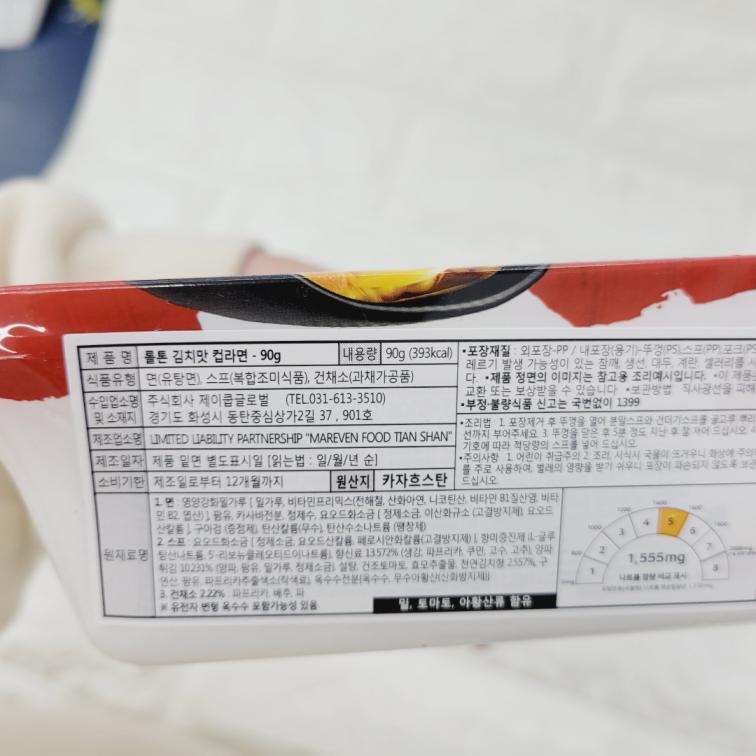 제 품 명 롤톤 김치맛 컵라면 - 90g 내용량 90g (393kcal)
식품유형 면(유탕면), 스프(복합조미식품), 건채소(과채가공품)
수입업소명 및 소재지 주식회사 제이쿱글로벌 (TEL031-613-3510)
경기도 화성시 동탄중심상가2길 37 , 901호
제조업소명 LIMITED LIABILITY PARTNERSHIP "MAREVEN FOOD TIAN SHAN"
제조일자 제품 밑면 별도표시일 [읽는법 : 일/월/년 순]
소비기한 제조일로부터 12개월까지 원산지 카자흐스탄
원재료명
1. 면 : 영양강화밀가루 [ 밀가루, 비타민프리믹스(전해철, 산화아연, 니코틴산, 비타민 B1질산염, 비타
민 B2, 엽산) ], 팜유, 카사바전분, 정제수, 요오드화소금 [ 정제소금, 이산화규소 (고결방지제), 요오드
산칼륨 ], 구아검 (증점제), 탄산칼륨(무수), 탄산수소나트륨 (팽창제)
2. 스프 : 요오드화소금 [ 정제소금, 요오드산칼륨, 페로시안화칼륨(고결방지제) ], 향미증진제 (L-글루
탐산나트륨, 5'-리보뉴클레오티드이나트륨), 향신료 13.572% (생강, 파프리카, 쿠민, 고수, 고추), 양파
튀김 10.231% (양파, 팜유, 밀가루, 정제소금), 설탕, 건조토마토, 효모추출물, 천연김치향 2.557%, 구
연산, 팜유, 파프리카추출색소(착색료), 옥수수전분[옥수수, 무수아황산(산화방지제)]
3. 건채소 2.22% : 파프리카, 배추, 파
※ 유전자 변형 옥수수 포함가능성 있음
밀, 토마토, 아황산류 함유
•포장재질 : 외포장-PP / 내포장(용기)-뚜껑(PS),스프(PP),포크(PS
레르기 발생 가능성이 있는 참깨, 생선, 대두, 계란, 셀러리를 사
다. •제품 정면의 이미지는 참고용 조리예시입니다. •이 제품은
교환 또는 보상받을 수 있습니다. •보관방법 : 직사광선을 피해
•부정·불량식품 신고는 국번없이 1399
•조리법 : 1. 포장제거 후 뚜껑을 열어 분말스프와 건더기스프를 골고루 뿌리
선까지 부어주세요. 3. 뚜껑을 닫은 후 5분 정도 지난 후 잘 저어 드십시오. 4.
기호에 따라 적당량의 스프를 넣어 드십시오.
•주의사항 : 1. 어린이 취급주의 2. 조리, 시식시 국물이 뜨거우니 화상에 주의
를 주로 사용하여, 벌레의 영향을 받기 쉬우니 포장이 파손되지 않도록 보관
드십시오.
1 2 3 4 5 6 7 8
1,555mg
나트륨 함량 비교 표시